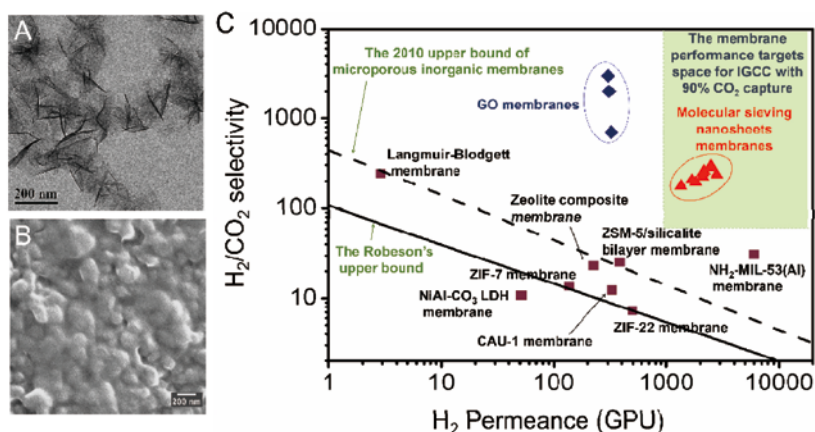 A
200 nm
B
200 nm
C
H₂/CO₂ selectivity
10000
1000
100
10
The 2010 upper bound of
microporous inorganic membranes
GO membranes
The membrane
performance targets
space for IGCC with
90% CO₂ capture
Molecular sieving
nanosheets
membranes
Langmuir-Blodgett
membrane
Zeolite composite
membrane
ZSM-5/silicalite
bilayer membrane
The Robeson's
upper bound
ZIF-7 membrane
NH₂-MIL-53(Al)
membrane
NiAl-CO₃ LDH
membrane
CAU-1 membrane
ZIF-22 membrane
1
10
100
1000
10000
H₂ Permeance (GPU)